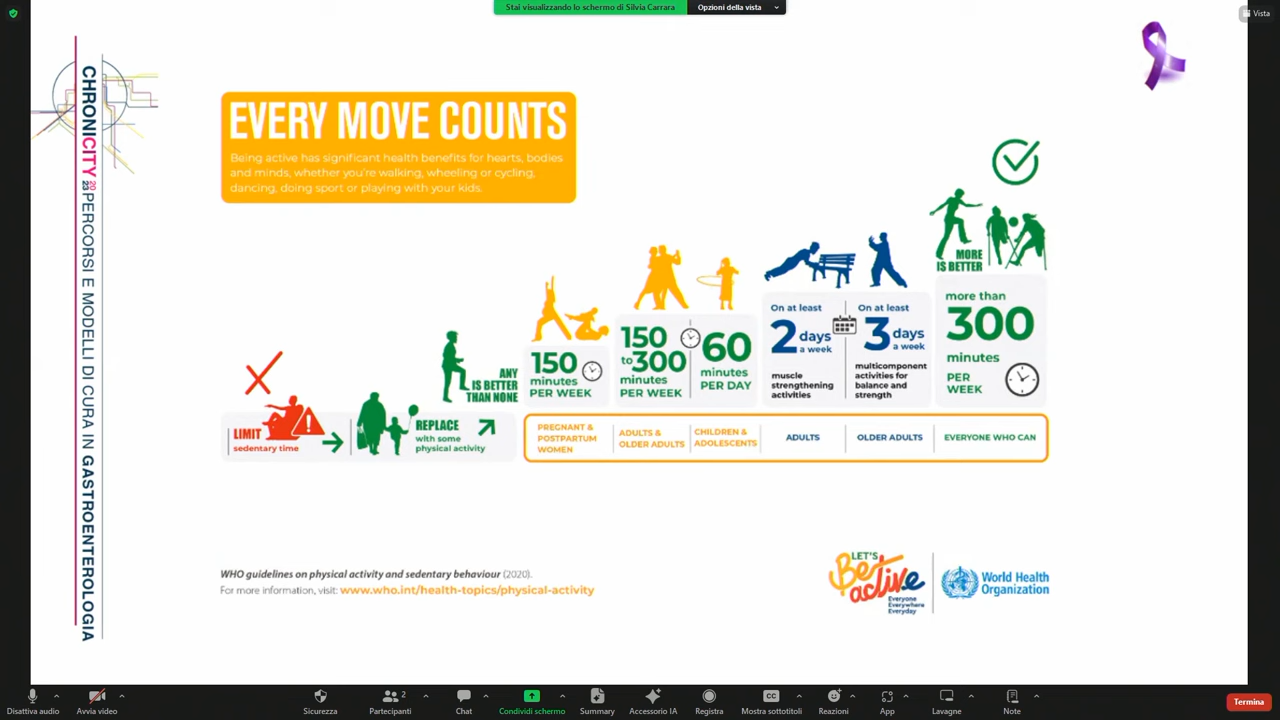 Stai visualizzando lo schermo di Silvia Carrara
Opzioni della vista
Vista
CHRONICITY 2023 PERCORSI E MODELLI DI CURA IN GASTROENTEROLOGIA
EVERY MOVE COUNTS
Being active has significant health benefits for hearts, bodies
and minds, whether you're walking, wheeling or cycling,
dancing, doing sport or playing with your kids.
LIMIT
sedentary time
REPLACE
with some
physical activity
ANY
IS BETTER
THAN NONE
150
minutes
PER WEEK
PREGNANT &
POSTPARTUM
WOMEN
150
to 300
minutes
PER WEEK
ADULTS &
OLDER ADULTS
60
minutes
PER DAY
CHILDREN &
ADOLESCENTS
On at least
2 days
a week
muscle
strengthening
activities
ADULTS
On at least
3 days
a week
multicomponent
activities for
balance and
strength
OLDER ADULTS
MORE
IS BETTER
more than
300
minutes
PER
WEEK
EVERYONE WHO CAN
WHO guidelines on physical activity and sedentary behaviour (2020).
For more information, visit: www.who.int/health-topics/physical-activity
LET'S
Be
active
Everyone
Everywhere
Everyday
World Health
Organization
Disattiva audio
Avvia video
Sicurezza
Partecipanti
2
Chat
Condividi schermo
Summary
Accessorio IA
Registra
CC
Mostra sottotitoli
Reazioni
App
Lavagne
Note
Termina